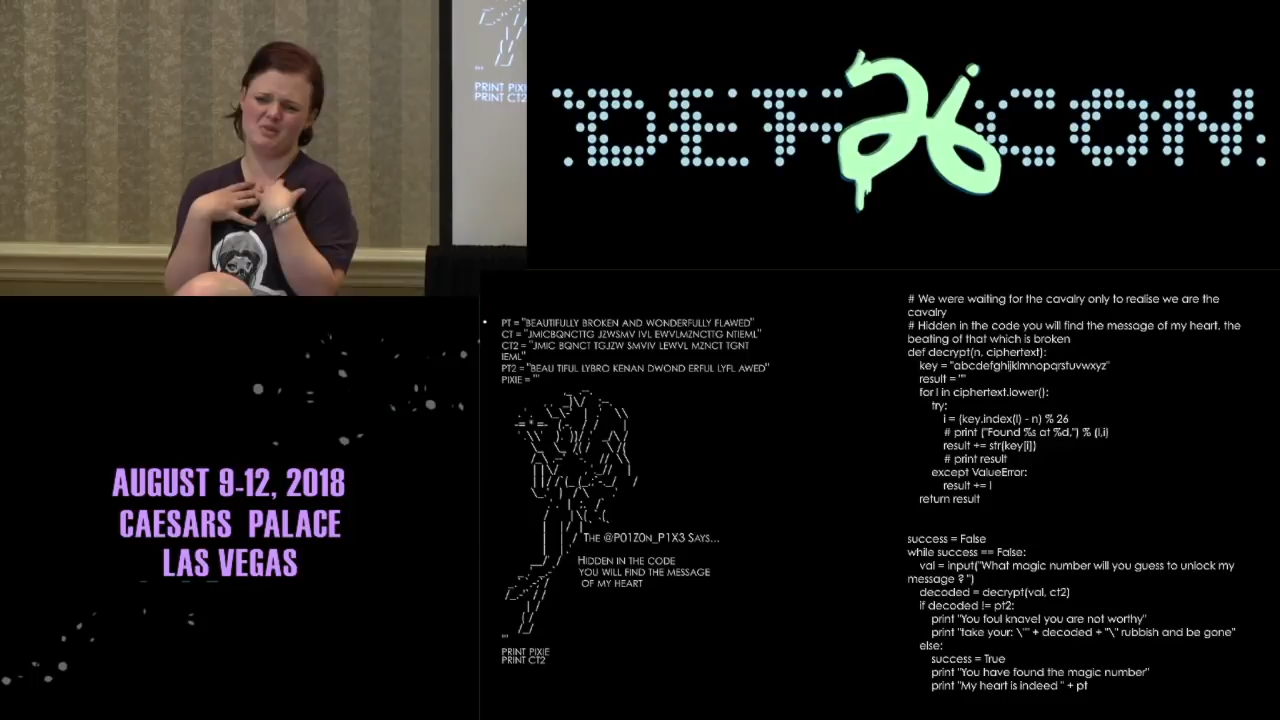 PRINT PIXI
PRINT CT2
DEF 26 CON
AUGUST 9-12, 2018
CAESARS PALACE
LAS VEGAS
PT = "BEAUTIFULLY BROKEN AND WONDERFULLY FLAWED"
CT = "JMICBQNCTTG JZWSMV IVL EWVLMZNCTTG NTIEML"
CT2 = "JMIC BQNCT TGJZW SMVIV LEWVL MZNCT TGNT
IEML"
PT2 = "BEAU TIFUL LYBRO KENAN DWOND ERFUL LYFL AWED"
PIXIE = '''
THE @P01Z0N_P1X3 SAYS...
HIDDEN IN THE CODE
YOU WILL FIND THE MESSAGE
OF MY HEART
'''
PRINT PIXIE
PRINT CT2
# We were waiting for the cavalry only to realise we are the
cavalry
# Hidden in the code you will find the message of my heart, the
beating of that which is broken
def decrypt(n, ciphertext):
key = "abcdefghijklmnopqrstuvwxyz"
result = ""
for l in ciphertext.lower():
try:
i = (key.index(l) - n) % 26
# print ("Found %s at %d,") % (l,i)
result += str(key[i])
# print result
except ValueError:
result += l
return result
success = False
while success == False:
val = input("What magic number will you guess to unlock my
message ? ")
decoded = decrypt(val, ct2)
if decoded != pt2:
print "You foul knave! you are not worthy"
print "take your: \"" + decoded + "\" rubbish and be gone"
else:
success = True
print "You have found the magic number"
print "My heart is indeed " + pt